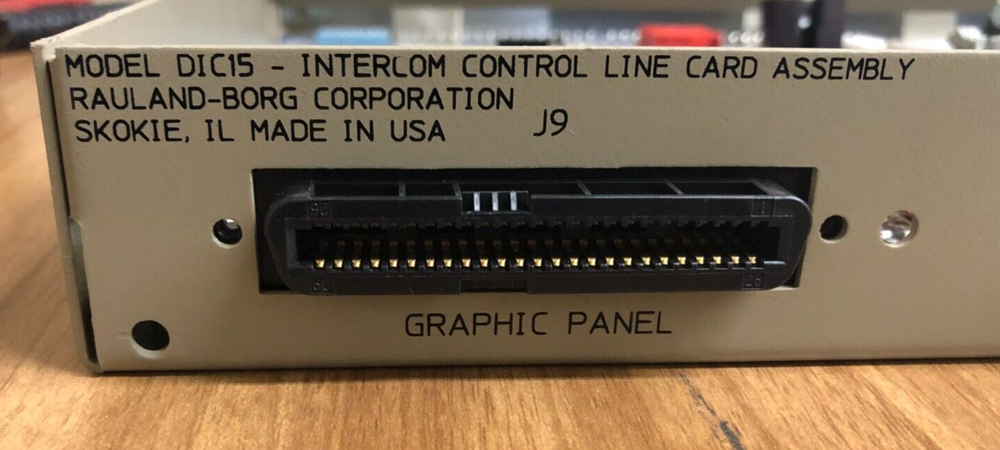 MODEL DIC15 - INTERCOM CONTROL LINE CARD ASSEMBLY
RAULAND-BORG CORPORATION
SKOKIE, IL MADE IN USA
J9
GRAPHIC PANEL